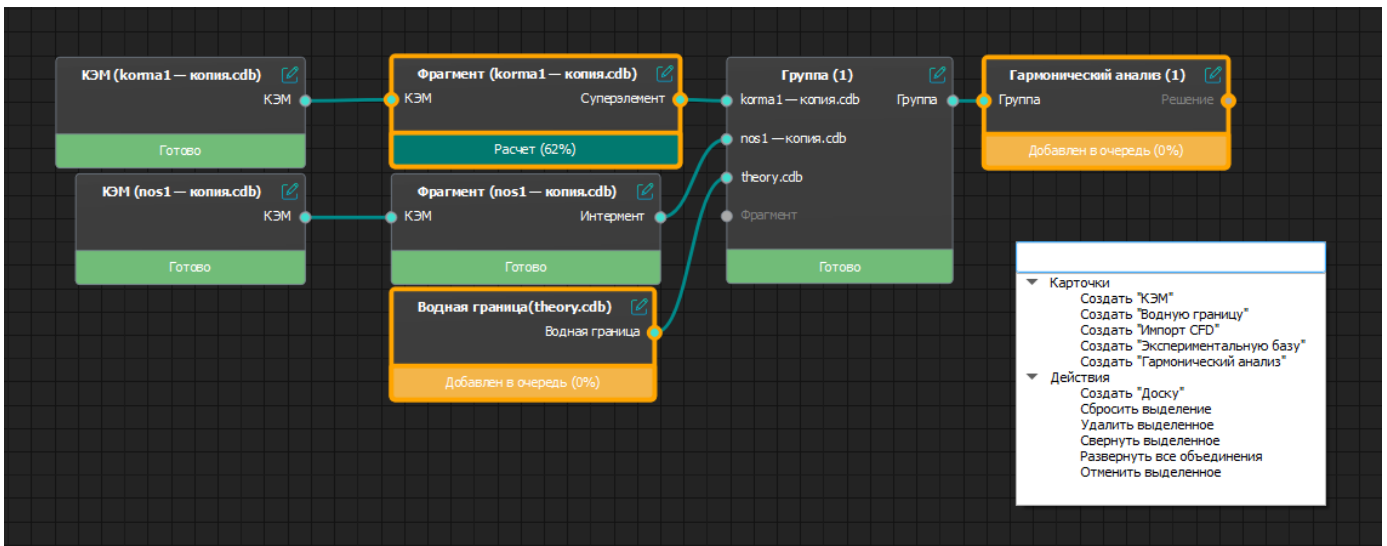 КЭМ (korma1 — копия.cdb)
КЭМ
Готово
КЭМ (nos1 — копия.cdb)
КЭМ
Готово
Фрагмент (korma1 — копия.cdb)
КЭМ Суперэлемент
Расчет (62%)
Фрагмент (nos1 — копия.cdb)
КЭМ Интермент
Готово
Водная граница(theory.cdb)
Водная граница
Добавлен в очередь (0%)
Группа (1)
korma1 — копия.cdb Группа
nos1 — копия.cdb
theory.cdb
Фрагмент
Готово
Гармонический анализ (1)
Группа Решение
Добавлен в очередь (0%)
Карточки
Создать "КЭМ"
Создать "Водную границу"
Создать "Импорт CFD"
Создать "Экспериментальную базу"
Создать "Гармонический анализ"
Действия
Создать "Доску"
Сбросить выделение
Удалить выделенное
Свернуть выделенное
Развернуть все объединения
Отменить выделенное